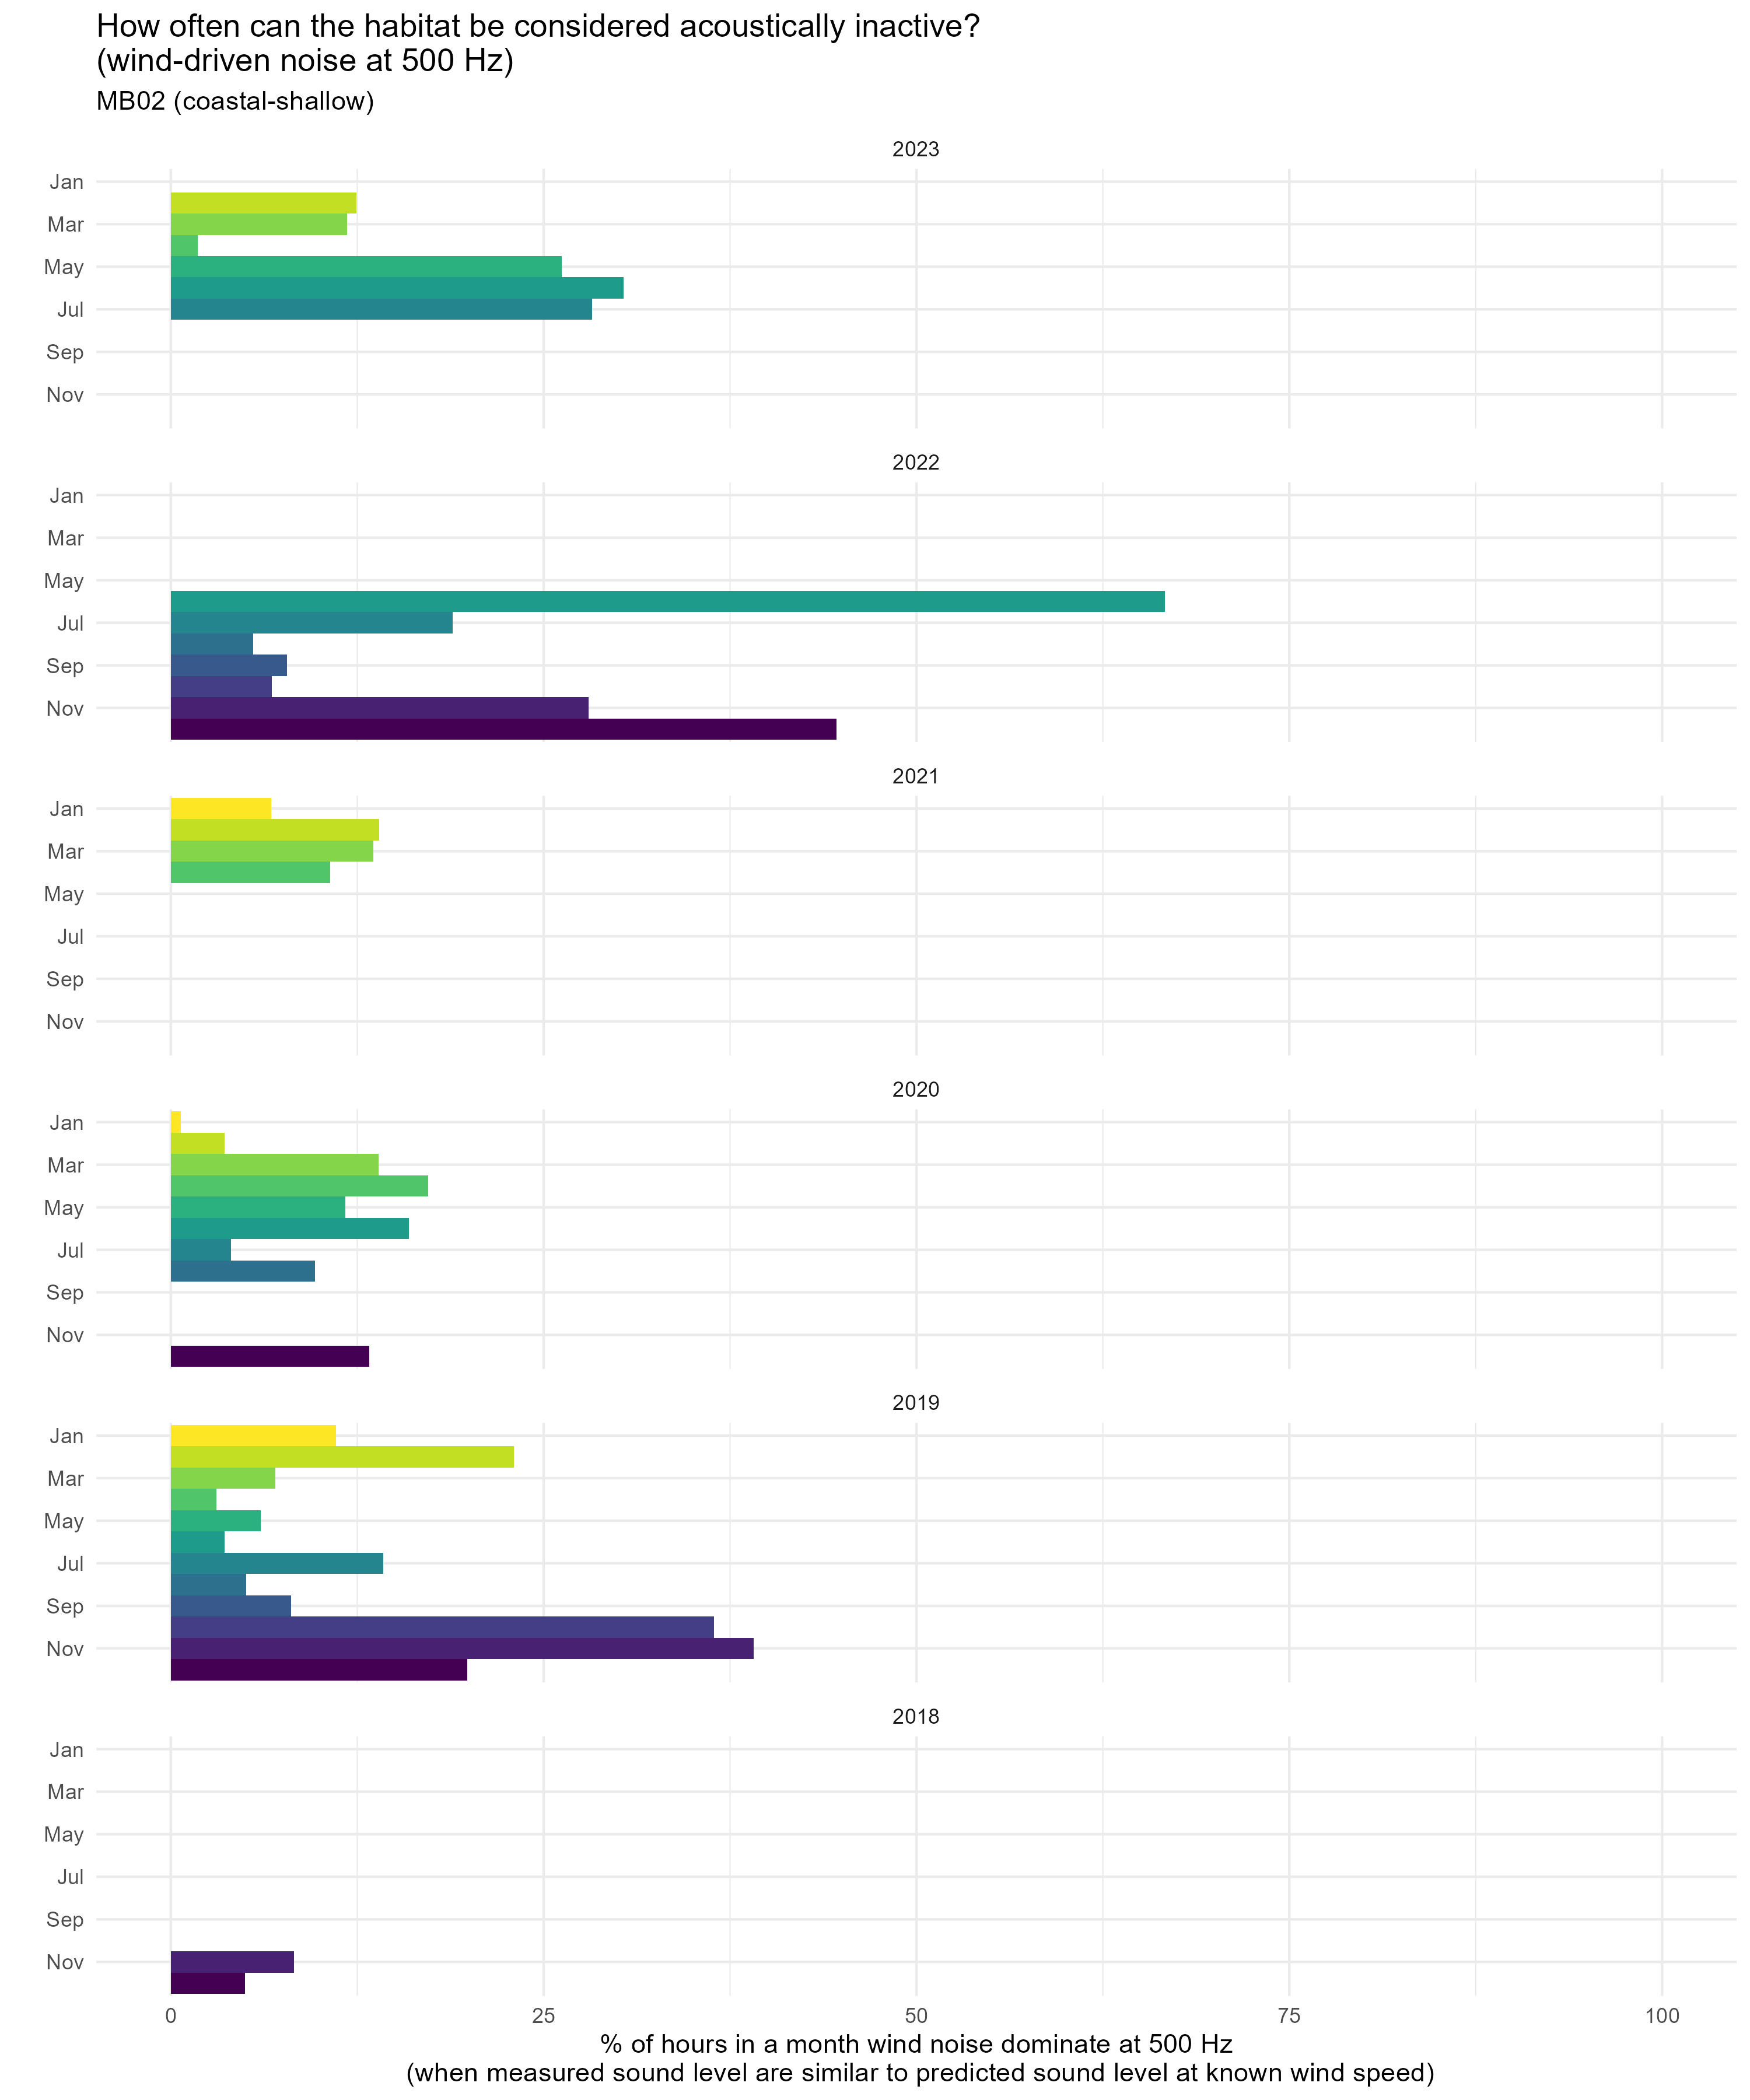 How often can the habitat be considered acoustically inactive?
(wind-driven noise at 500 Hz)
MB02 (coastal-shallow)
2023
Jan
Mar
May
Jul
Sep
Nov
2022
Jan
Mar
May
Jul
Sep
Nov
2021
Jan
Mar
May
Jul
Sep
Nov
2020
Jan
Mar
May
Jul
Sep
Nov
2019
Jan
Mar
May
Jul
Sep
Nov
2018
Jan
Mar
May
Jul
Sep
Nov
0 25 50 75 100
% of hours in a month wind noise dominate at 500 Hz
(when measured sound level are similar to predicted sound level at known wind speed)